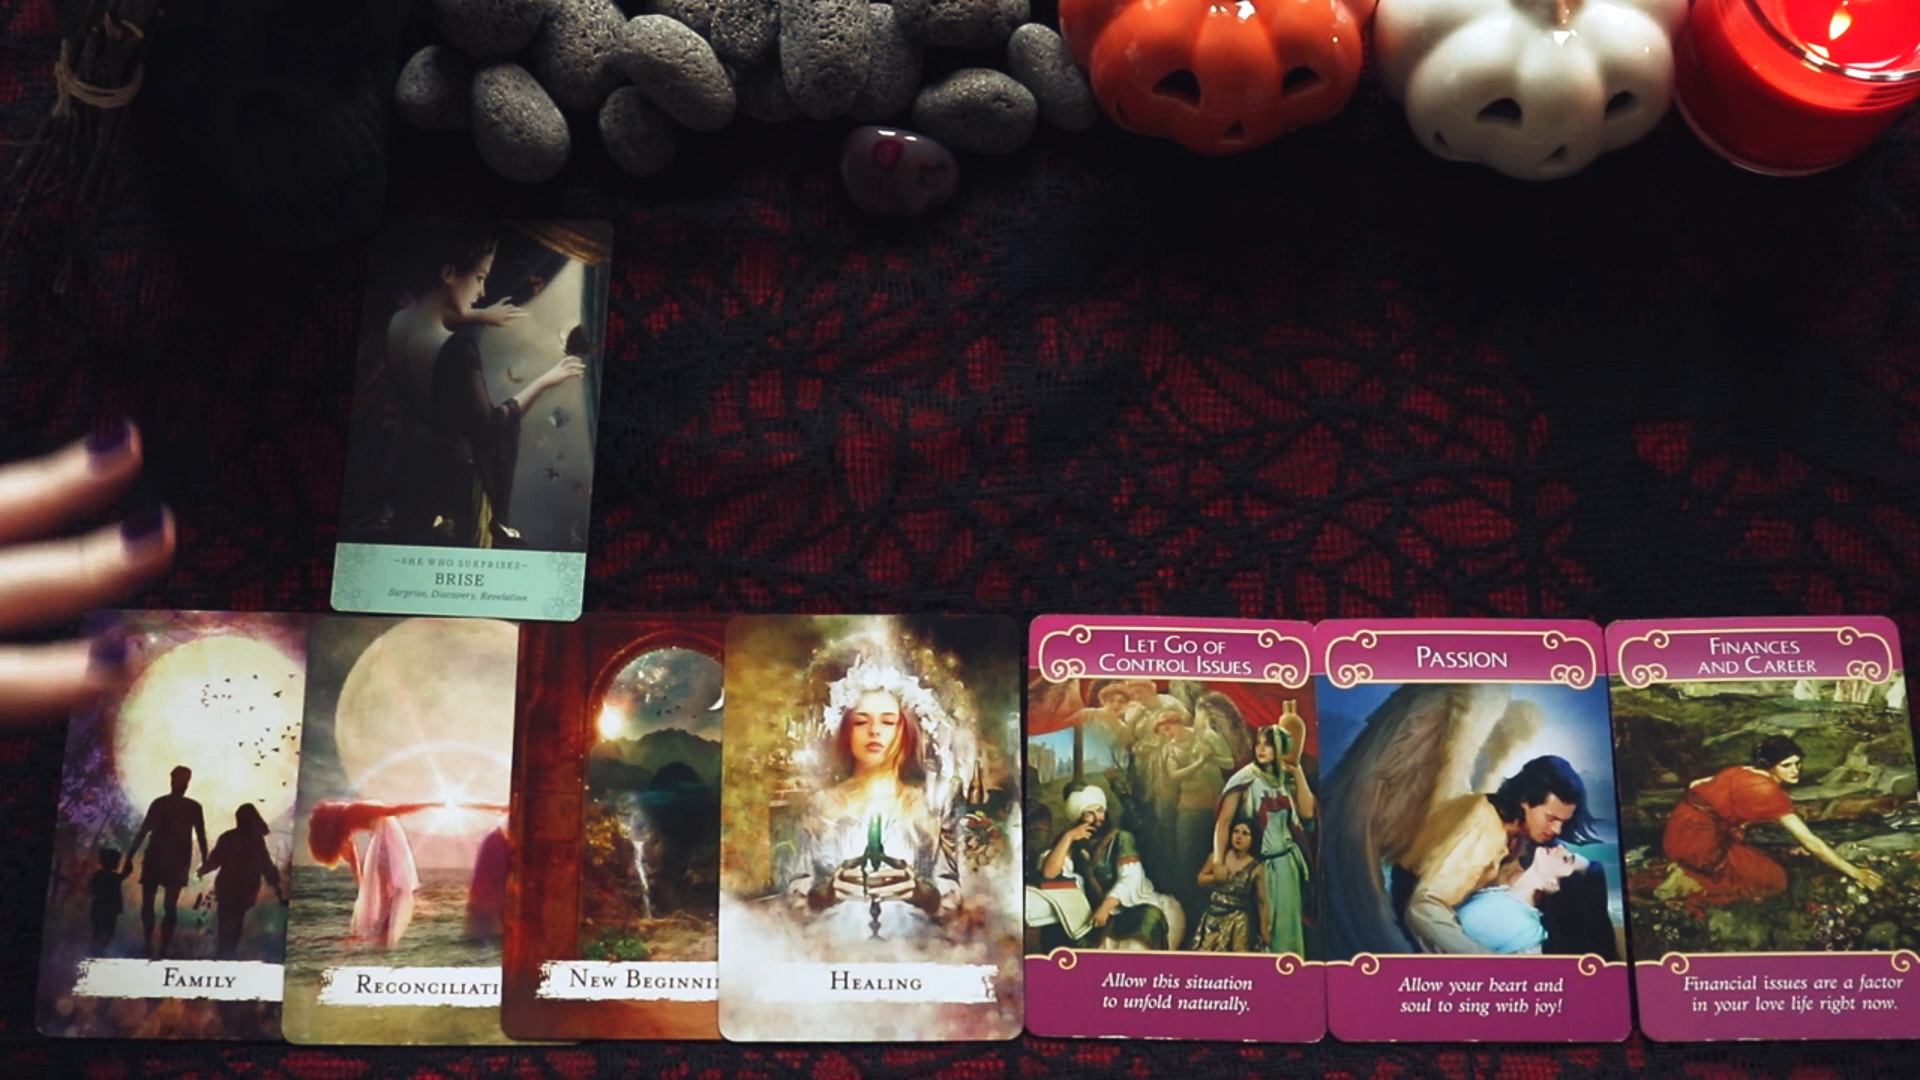 ~SHE WHO SURPRISES~
BRISE
Surprise, Discovery, Revelation
FAMILY
RECONCILIATI
NEW BEGINNI
HEALING
LET GO OF
CONTROL ISSUES
Allow this situation
to unfold naturally.
PASSION
Allow your heart and
soul to sing with joy!
FINANCES
AND CAREER
Financial issues are a factor
in your love life right now.